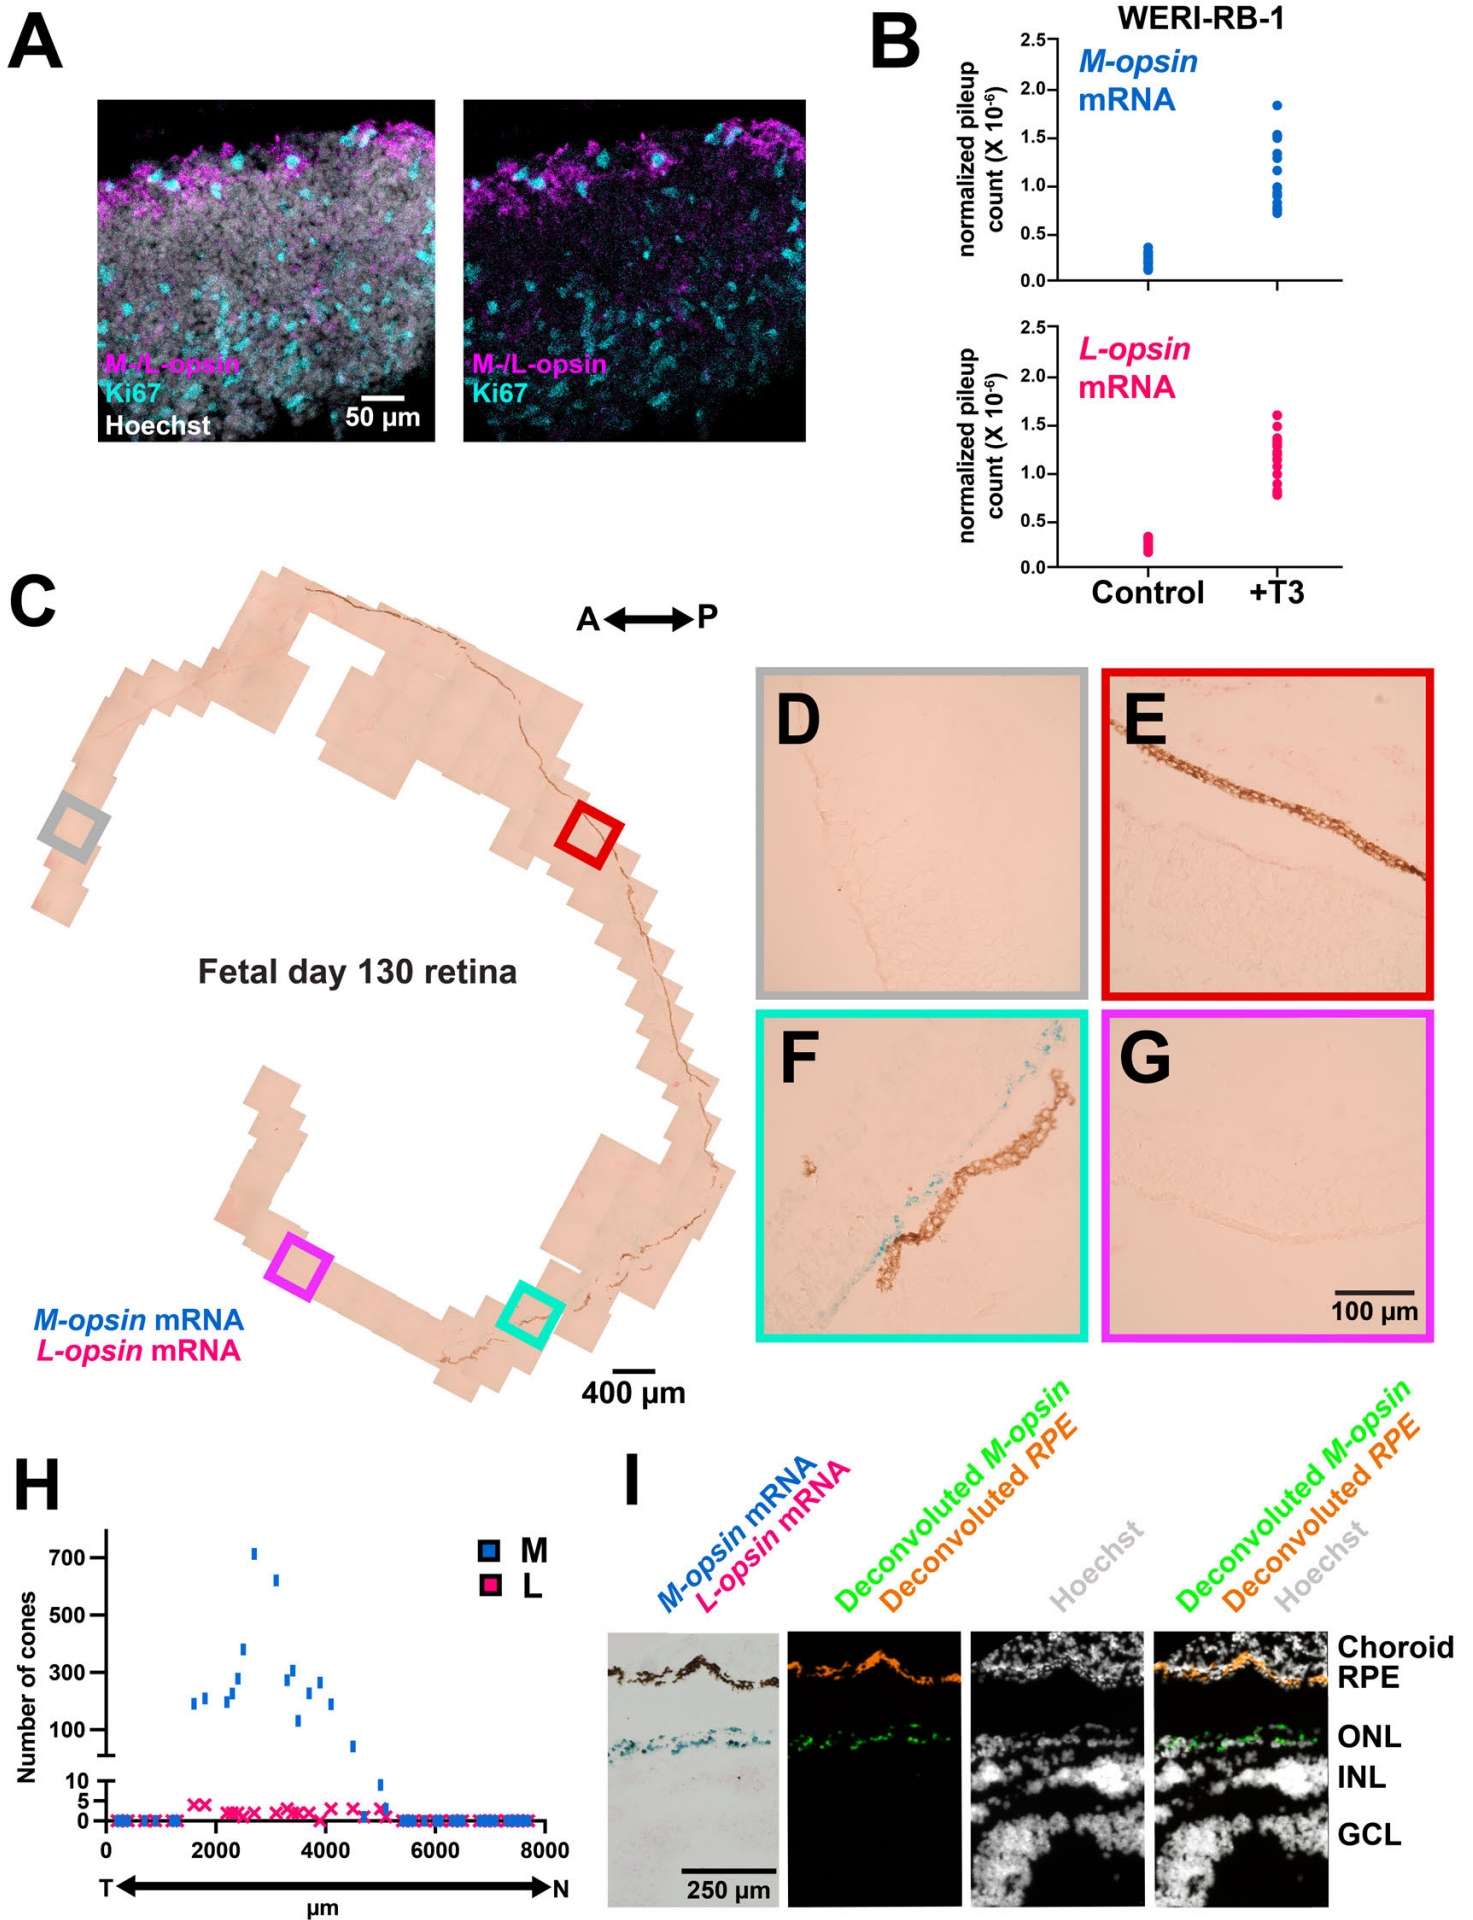 A
M-/L-opsin
Ki67
Hoechst
50 µm
M-/L-opsin
Ki67
B
WERI-RB-1
normalized pileup
count (X 10-6)
2.5
2.0
1.5
1.0
0.5
0.0
M-opsin
mRNA
normalized pileup
count (X 10-6)
2.5
2.0
1.5
1.0
0.5
0.0
L-opsin
mRNA
Control +T3
C
A P
Fetal day 130 retina
M-opsin mRNA
L-opsin mRNA
400 µm
D
E
F
G
100 µm
H
Number of cones
700
500
300
100
10
5
0
M
L
0 2000 4000 6000 8000
T N
µm
I
M-opsin mRNA
L-opsin mRNA
Deconvoluted M-opsin
Deconvoluted RPE
Hoechst
Deconvoluted M-opsin
Deconvoluted RPE
Hoechst
Choroid
RPE
ONL
INL
GCL
250 µm